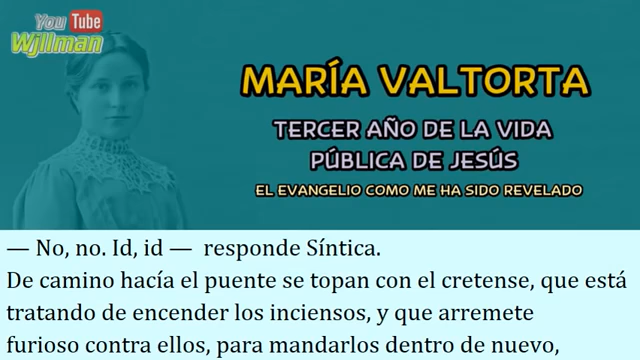 You Tube
Wjllman
MARÍA VALTORTA
TERCER AÑO DE LA VIDA
PÚBLICA DE JESÚS
EL EVANGELIO COMO ME HA SIDO REVELADO
— No, no. Id, id — responde Síntica.
De camino hacía el puente se topan con el cretense, que está
tratando de encender los inciensos, y que arremete
furioso contra ellos, para mandarlos dentro de nuevo,